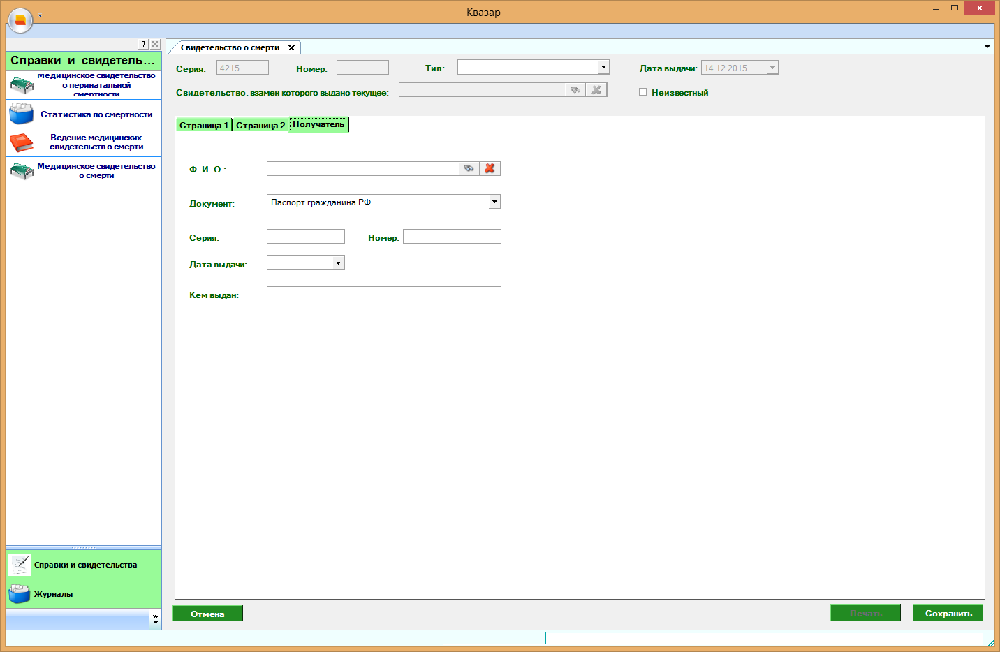 Квазар
Справки и свидетель...
Медицинское свидетельство
о перинатальной
смертности
Статистика по смертности
Ведение медицинских
свидетельств о смерти
Медицинское свидетельство
о смерти
Справки и свидетельства
Журналы
Свидетельство о смерти
Серия: 4215 Номер: Тип: Дата выдачи: 14.12.2015
Свидетельство, взамен которого выдано текущее: Неизвестный
Страница 1 Страница 2 Получатель
Ф. И. О.:
Документ: Паспорт гражданина РФ
Серия: Номер:
Дата выдачи:
Кем выдан:
Отмена Печать Сохранить